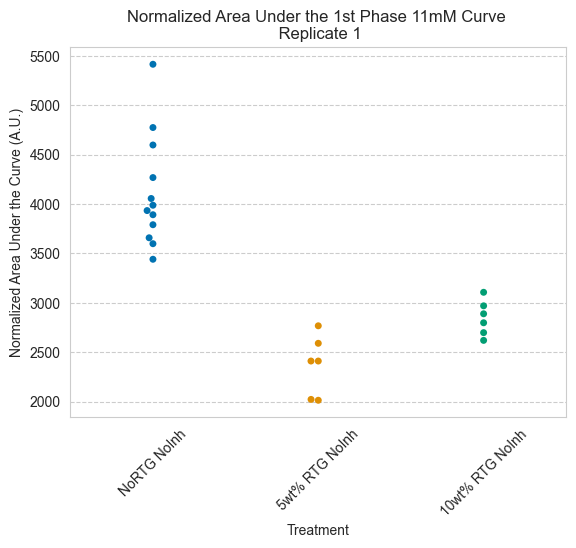 Normalized Area Under the 1st Phase 11mM Curve
Replicate 1
Normalized Area Under the Curve (A.U.)
5500
5000
4500
4000
3500
3000
2500
2000
NoRTG NoInh
5wt% RTG NoInh
10wt% RTG NoInh
Treatment